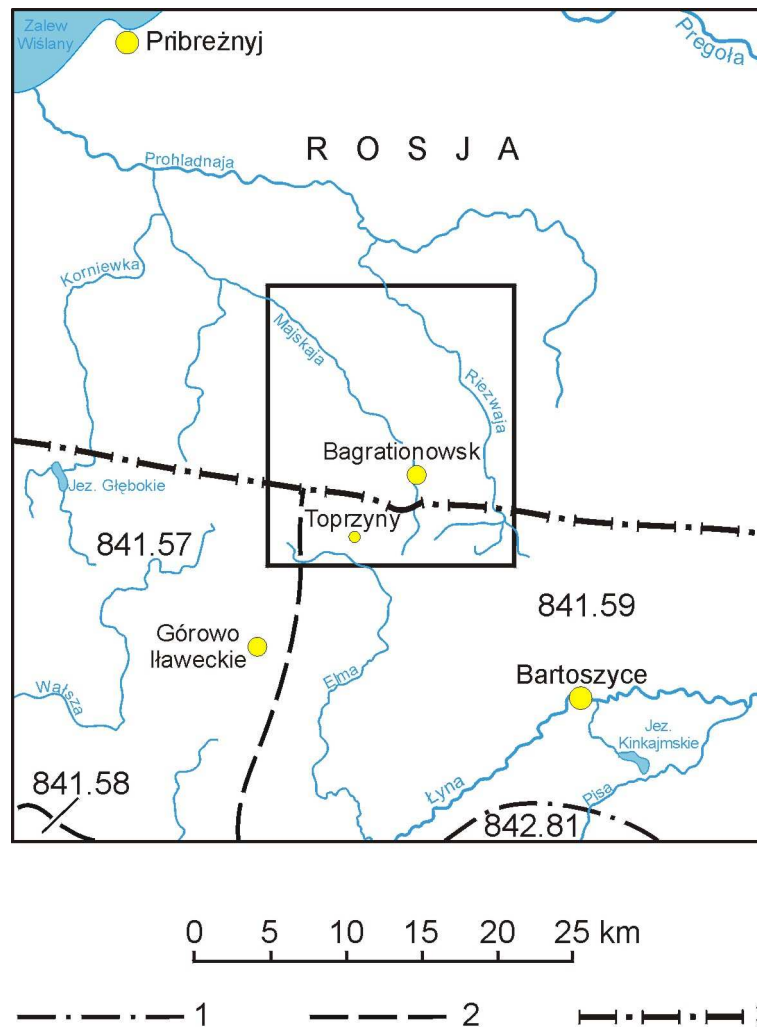 Zalew
Wiślany
Pribreżnyj
Pregoła
R O S J A
Prohladnaja
Korniewka
Majskaja
Riezwaja
Bagrationowsk
Jez. Głębokie
Toprzyny
841.57
841.59
Górowo
Iławeckie
Elma
Bartoszyce
Wałsza
Jez.
Kinkajmskie
841.58
Łyna
Pisa
842.81
0 5 10 15 20 25 km
1 2